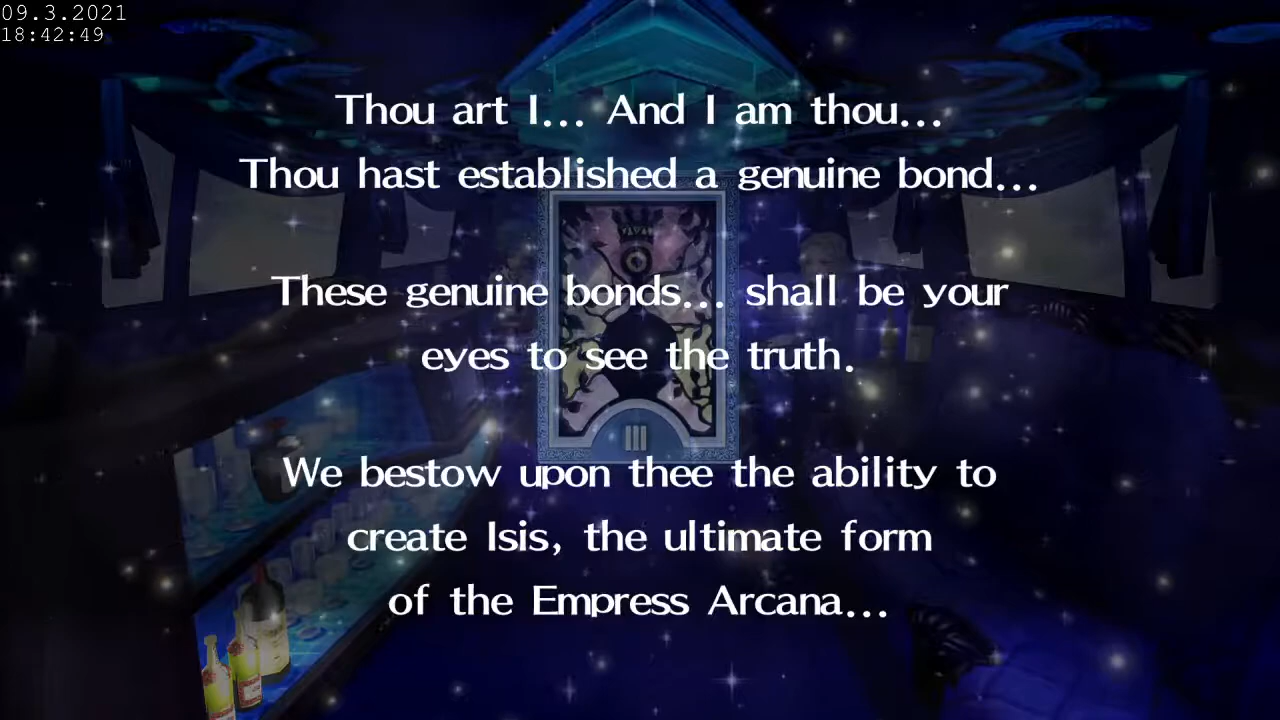 09.3.2021
18:42:49
Thou art I... And I am thou...
Thou hast established a genuine bond...
These genuine bonds... shall be your
eyes to see the truth.
We bestow upon thee the ability to
create Isis, the ultimate form
of the Empress Arcana...
III